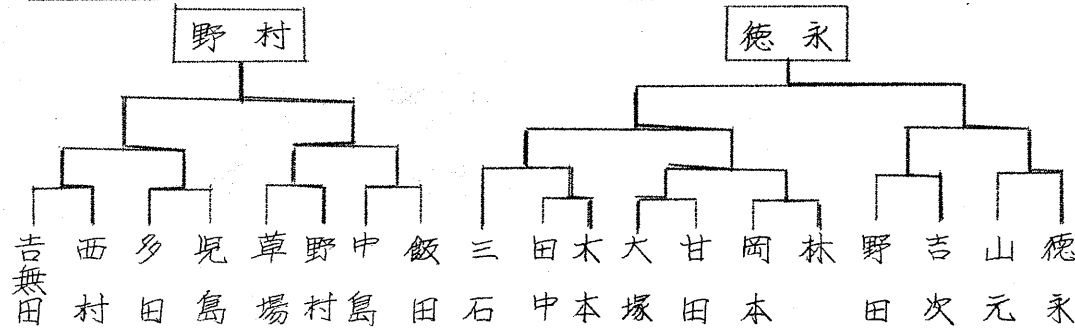 野村
徳永
吉無田
西村
多田
児島
草場
野村
中島
飯田
三石
田中
木本
大塚
甘田
岡本
林
野田
吉次
山元
徳永